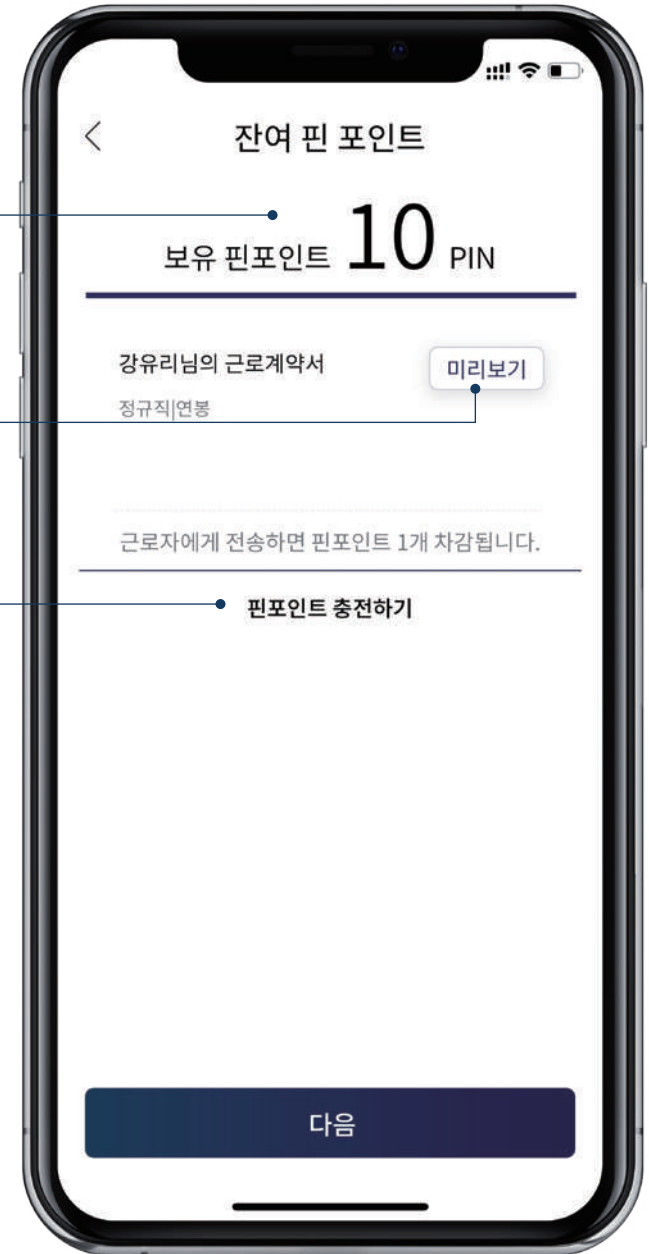 잔여 핀 포인트
보유 핀포인트 10 PIN
강유리님의 근로계약서
미리보기
정규직|연봉
근로자에게 전송하면 핀포인트 1개 차감됩니다.
핀포인트 충전하기
다음